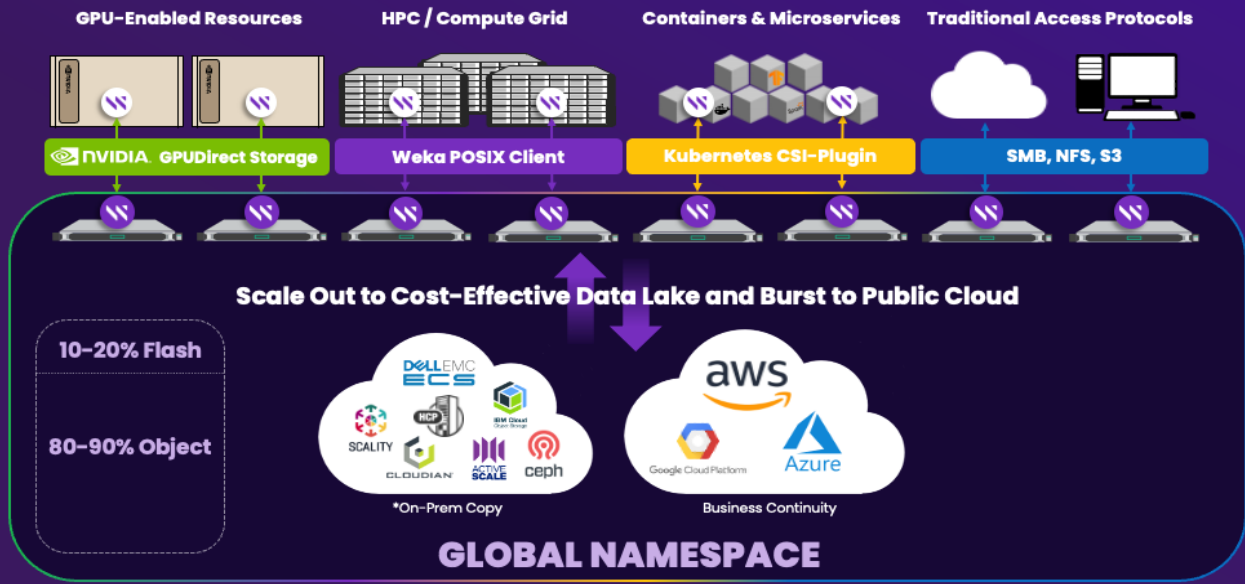 GPU-Enabled Resources
HPC / Compute Grid
Containers & Microservices
Traditional Access Protocols
NVIDIA. GPUDirect Storage
Weka POSIX Client
Kubernetes CSI-Plugin
SMB, NFS, S3
Scale Out to Cost-Effective Data Lake and Burst to Public Cloud
10-20% Flash
80-90% Object
DELLEMC
ECS
HCP
IBM Cloud
Object Storage
SCALITY
CLOUDIAN
ACTIVE
SCALE
ceph
*On-Prem Copy
aws
Google Cloud Platform
Azure
Business Continuity
GLOBAL NAMESPACE